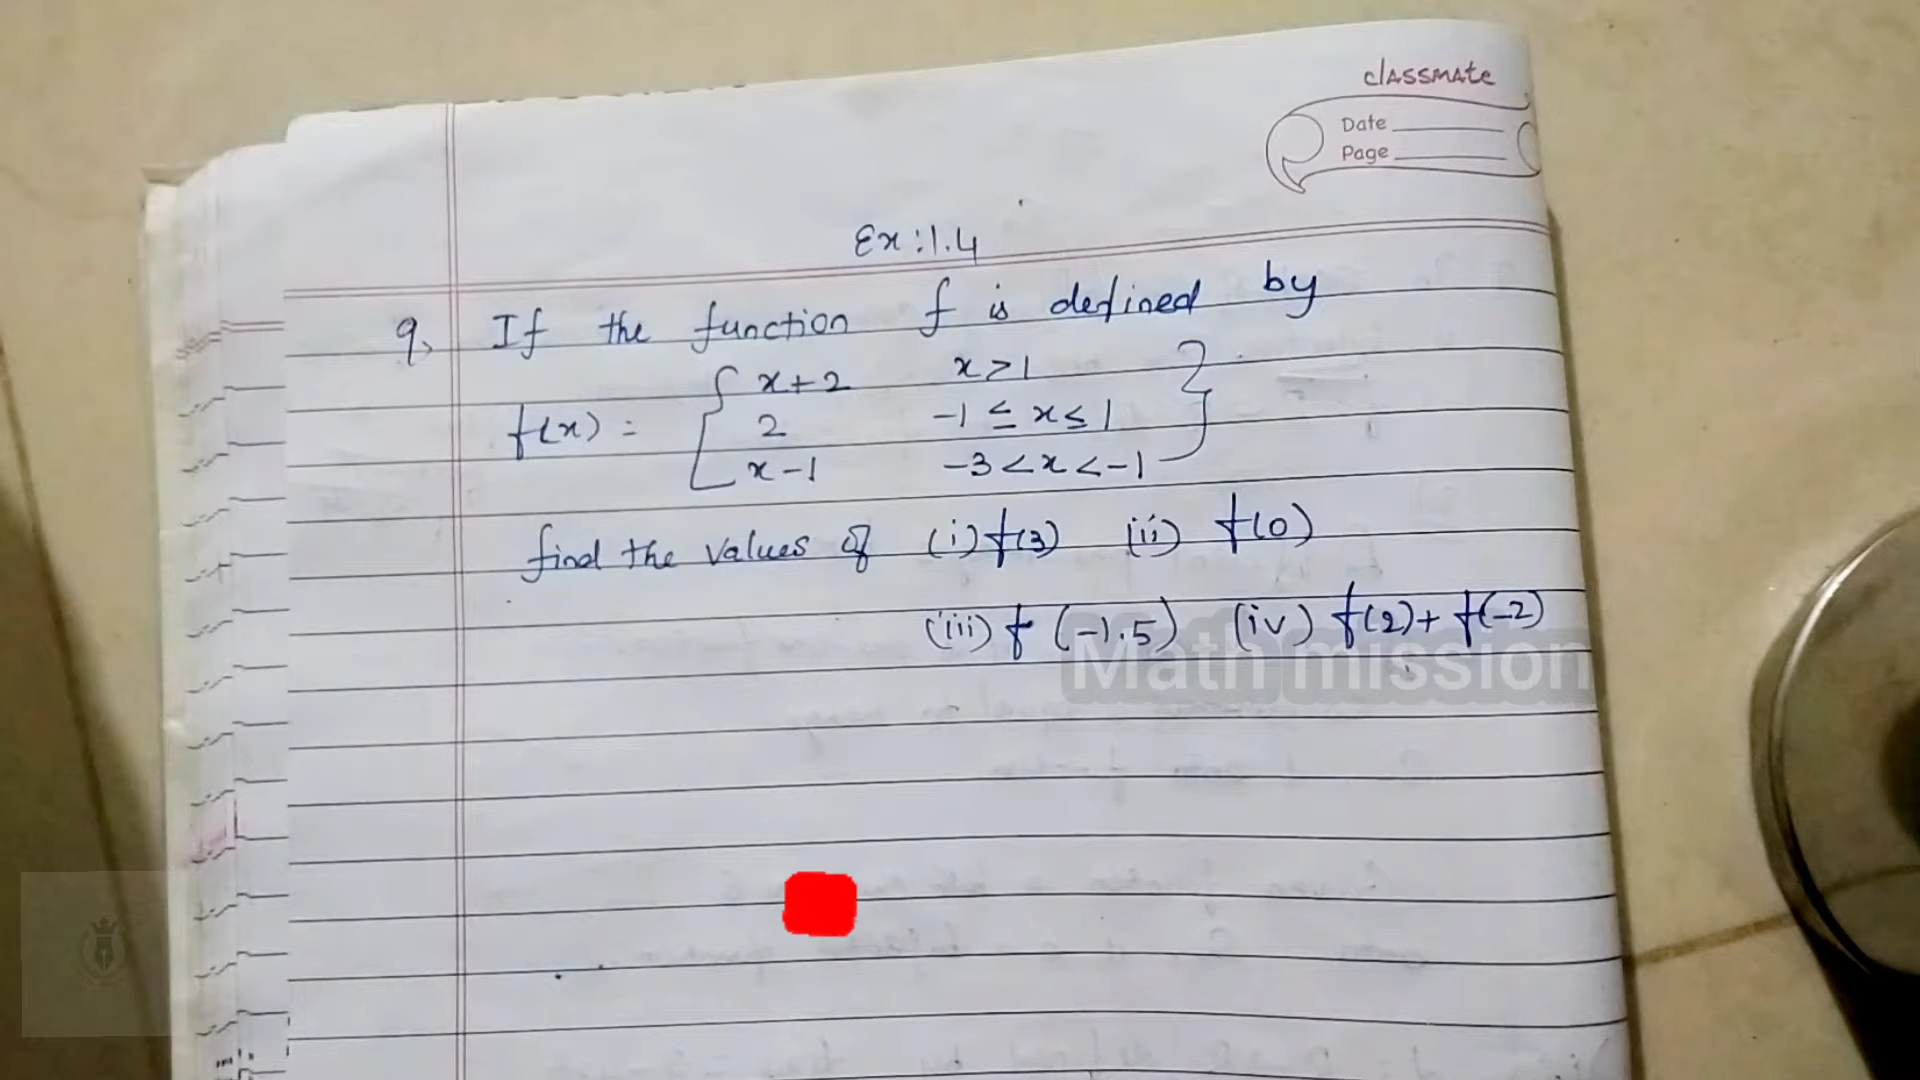 classmate
Date
Page
Ex:1.4
9. If the function f is defined by
f(x) = { x+2 x>1
2 -1 ≤ x ≤ 1
x-1 -3 < x < -1 }
find the values of (i) f(3) (ii) f(0)
(iii) f (-1.5) (iv) f(2)+ f(-2)
Math mission